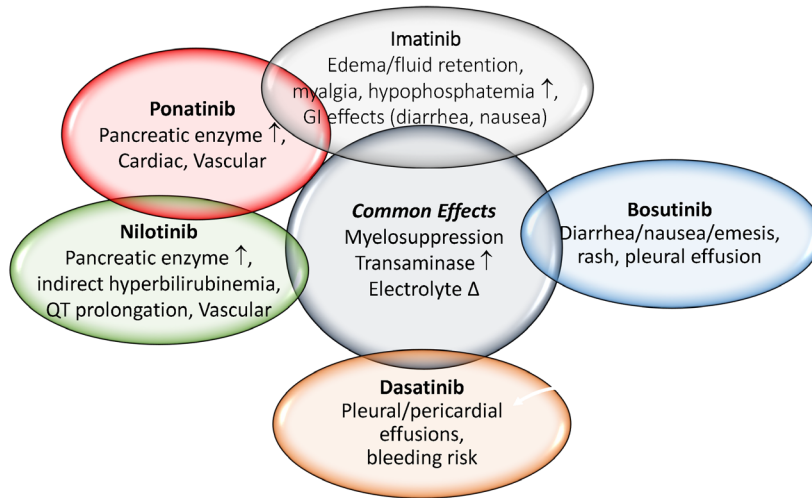 Imatinib
Edema/fluid retention,
myalgia, hypophosphatemia ↑,
GI effects (diarrhea, nausea)
Ponatinib
Pancreatic enzyme ↑,
Cardiac, Vascular
Nilotinib
Pancreatic enzyme ↑,
indirect hyperbilirubinemia,
QT prolongation, Vascular
Common Effects
Myelosuppression
Transaminase ↑
Electrolyte Δ
Bosutinib
Diarrhea/nausea/emesis,
rash, pleural effusion
Dasatinib
Pleural/pericardial
effusions,
bleeding risk